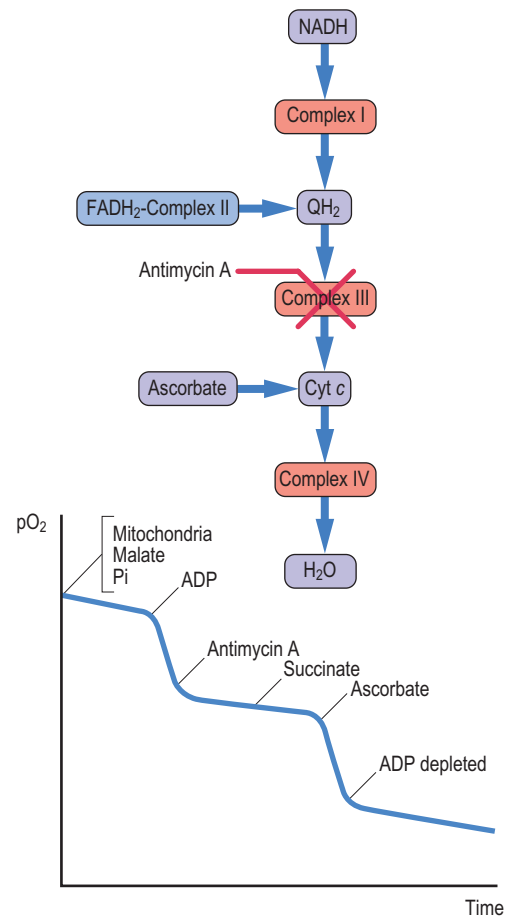 NADH
Complex I
FADH₂-Complex II
QH₂
Antimycin A
Complex III
Ascorbate
Cyt c
Complex IV
H₂O
pO₂
Mitochondria
Malate
Pi
ADP
Antimycin A
Succinate
Ascorbate
ADP depleted
Time